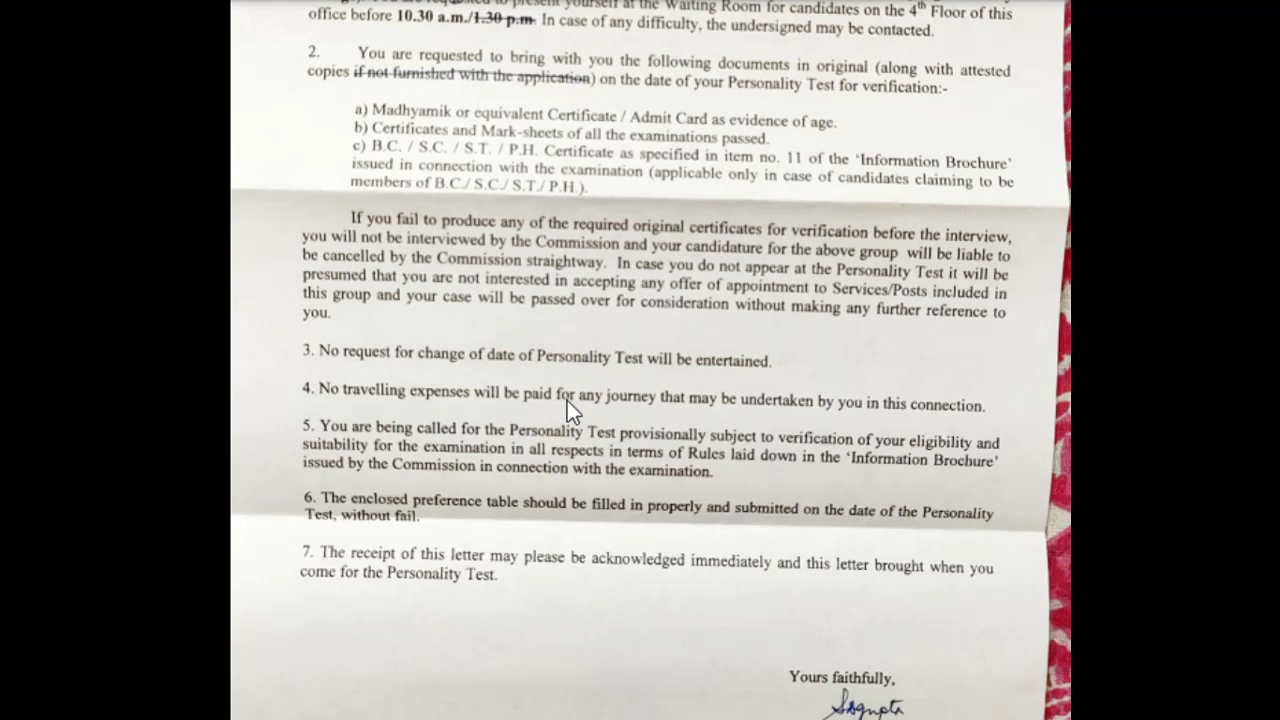 present yourself at the Waiting Room for candidates on the 4th Floor of this
office before 10.30 a.m./1:30 p.m. In case of any difficulty, the undersigned may be contacted.
2. You are requested to bring with you the following documents in original (along with attested
copies if not furnished with the application) on the date of your Personality Test for verification:-
a) Madhyamik or equivalent Certificate / Admit Card as evidence of age.
b) Certificates and Mark-sheets of all the examinations passed.
c) B.C. / S.C. / S.T. / P.H. Certificate as specified in item no. 11 of the 'Information Brochure'
issued in connection with the examination (applicable only in case of candidates claiming to be
members of B.C./ S.C./ S.T./ P.H.).
If you fail to produce any of the required original certificates for verification before the interview,
you will not be interviewed by the Commission and your candidature for the above group will be liable to
be cancelled by the Commission straightway. In case you do not appear at the Personality Test it will be
presumed that you are not interested in accepting any offer of appointment to Services/Posts included in
this group and your case will be passed over for consideration without making any further reference to
you.
3. No request for change of date of Personality Test will be entertained.
4. No travelling expenses will be paid for any journey that may be undertaken by you in this connection.
5. You are being called for the Personality Test provisionally subject to verification of your eligibility and
suitability for the examination in all respects in terms of Rules laid down in the 'Information Brochure'
issued by the Commission in connection with the examination.
6. The enclosed preference table should be filled in properly and submitted on the date of the Personality
Test, without fail.
7. The receipt of this letter may please be acknowledged immediately and this letter brought when you
come for the Personality Test.
Yours faithfully,